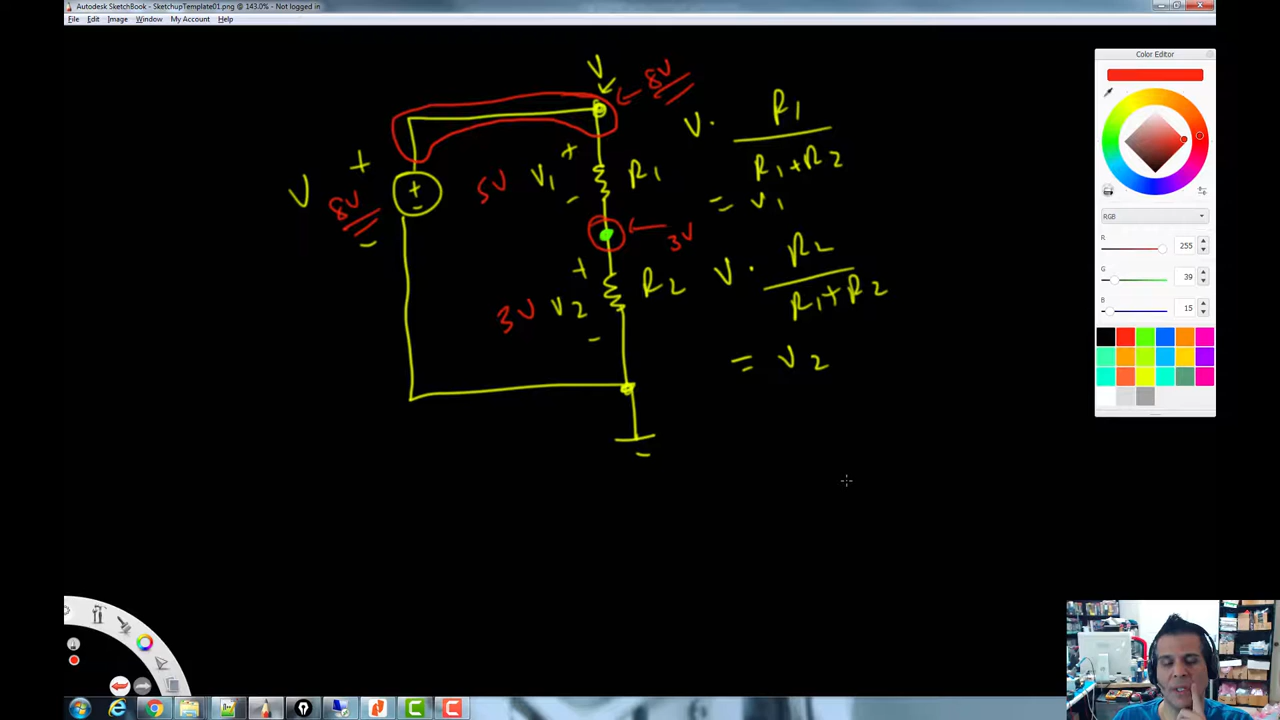 Autodesk SketchBook - SketchupTemplate01.png @ 143.0% - Not logged in
File Edit Image Window My Account Help
Color Editor
RGB
R 255
G 39
B 15
V
8V
V · R1
R1+R2
= V1
+
V
8V
-
+
-
5V V1 + -
R1
3V
3V V2 + -
R2
V · R2
R1+R2
= V2
-